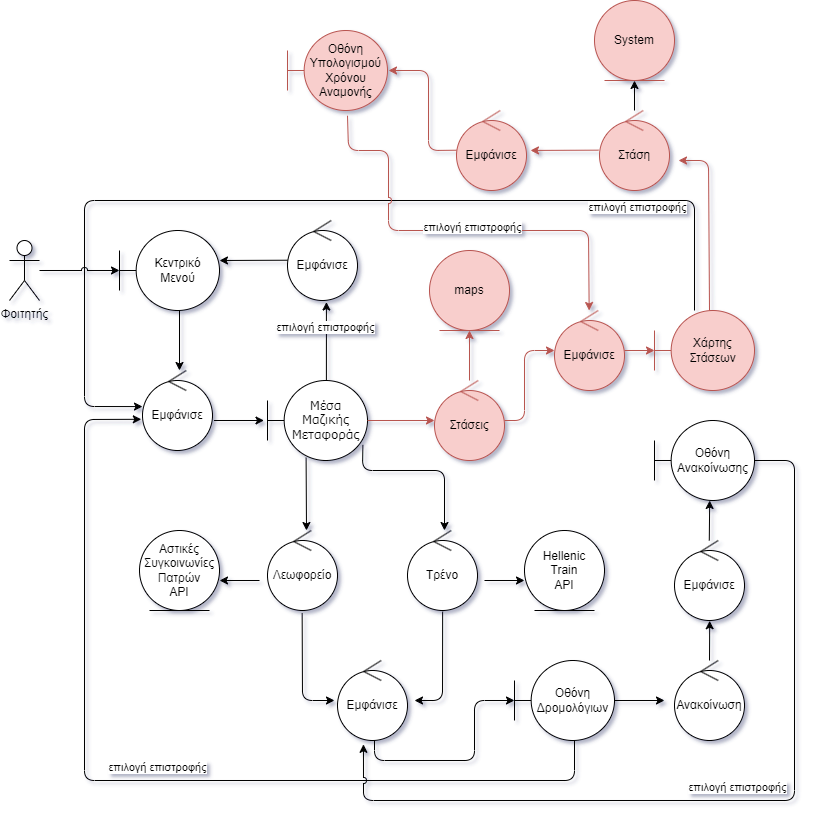 System
Οθόνη
Υπολογισμού
Χρόνου
Αναμονής
Εμφάνισε
Στάση
επιλογή επιστροφής
επιλογή επιστροφής
Φοιτητής
Κεντρικό
Μενού
Εμφάνισε
maps
επιλογή επιστροφής
Εμφάνισε
Χάρτης
Στάσεων
Εμφάνισε
Μέσα
Μαζικής
Μεταφοράς
Στάσεις
Οθόνη
Ανακοίνωσης
Αστικές
Συγκοινωνίες
Πατρών
API
Λεωφορείο
Τρένο
Hellenic
Train
API
Εμφάνισε
Εμφάνισε
Οθόνη
Δρομολόγιων
Ανακοίνωση
επιλογή επιστροφής
επιλογή επιστροφής